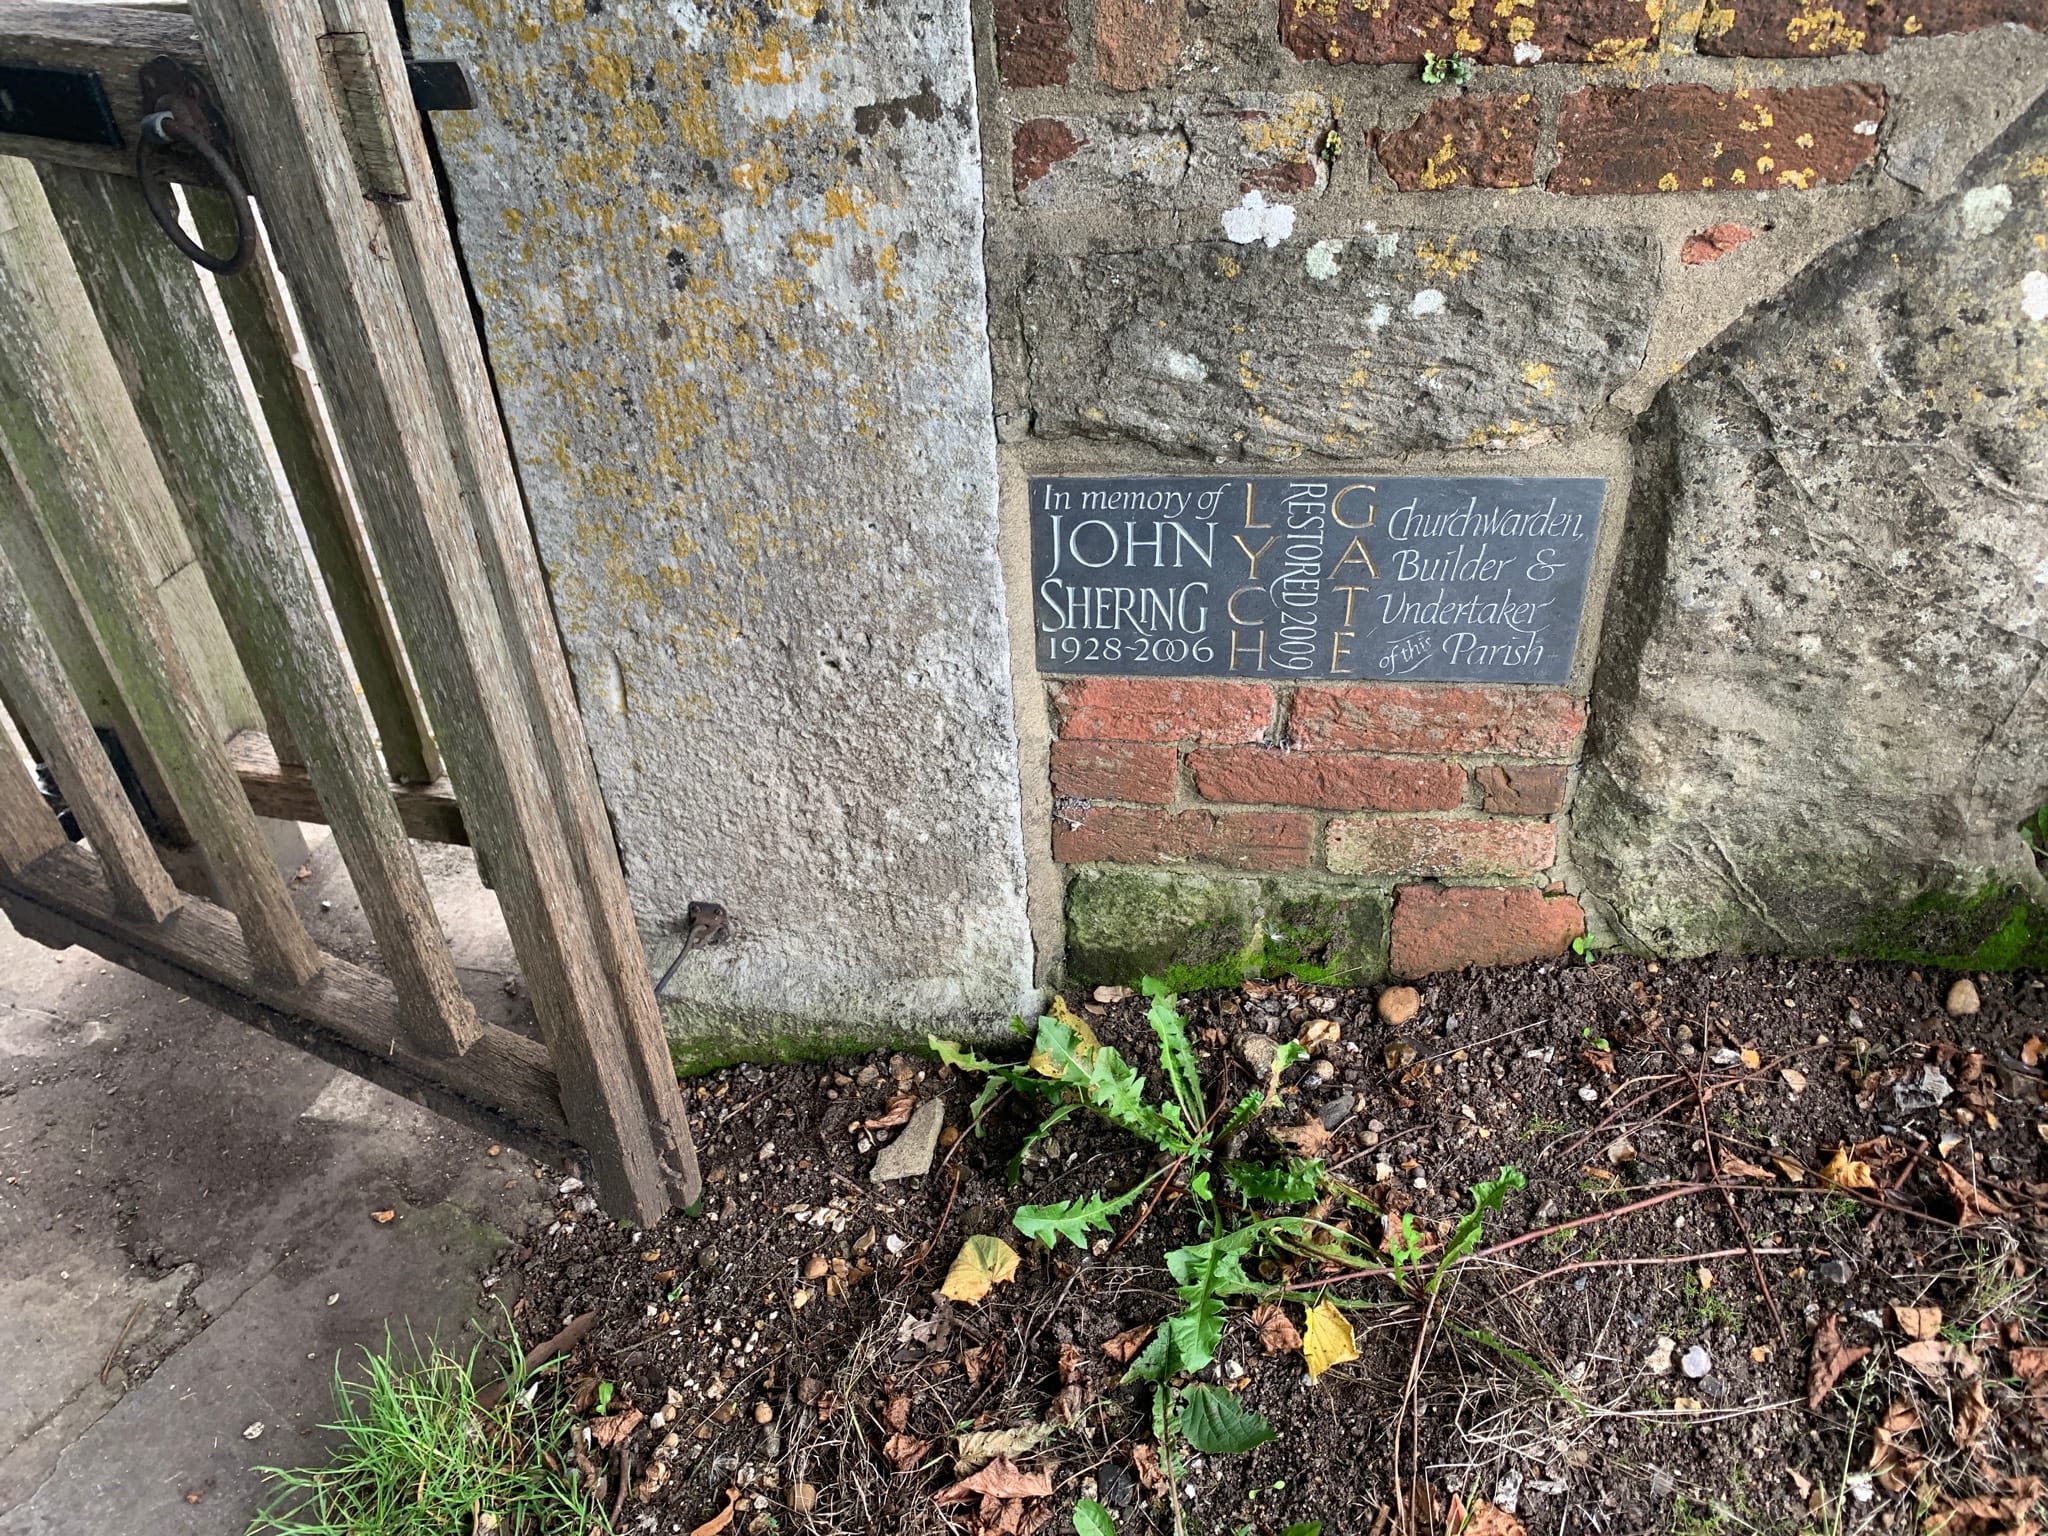 In memory of
JOHN
SHERING
1928~2006
LYCH
RESTORED 2009
GATE
Churchwarden,
Builder &
Undertaker
of this Parish